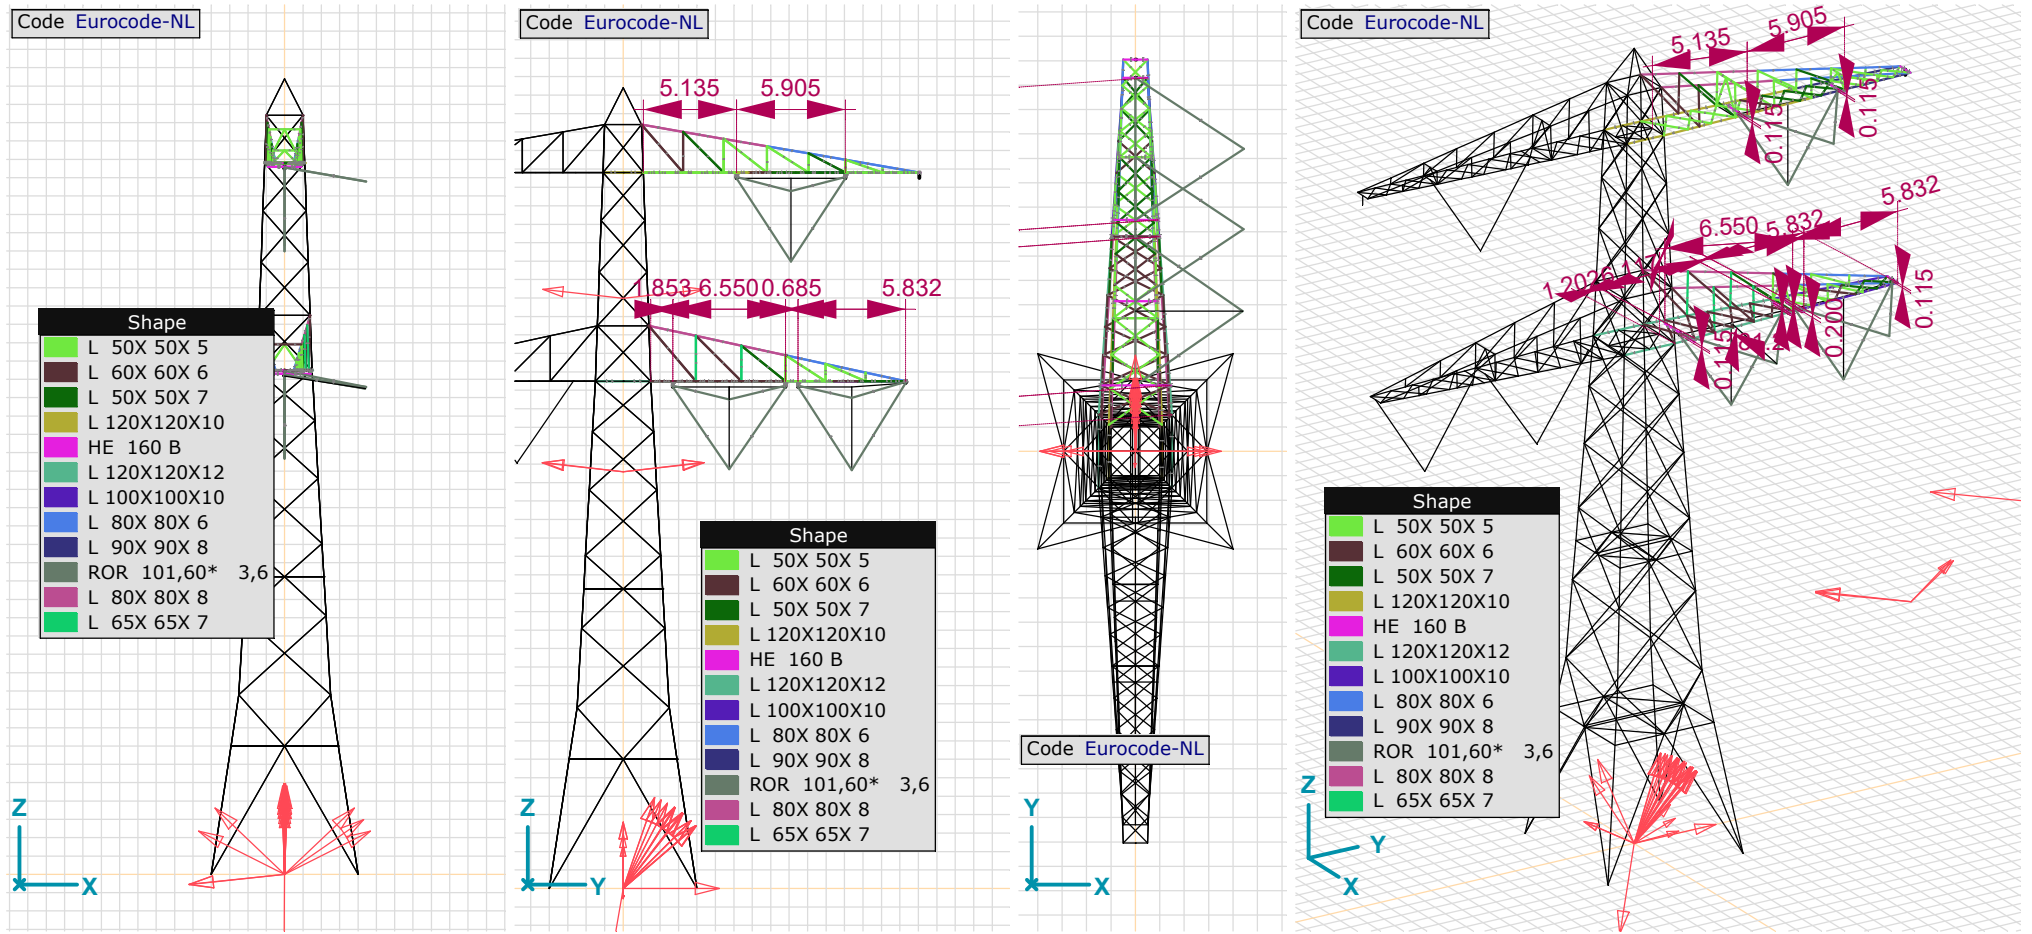 Code Eurocode-NL
Shape
L 50X 50X 5
L 60X 60X 6
L 50X 50X 7
L 120X120X10
HE 160 B
L 120X120X12
L 100X100X10
L 80X 80X 6
L 90X 90X 8
ROR 101,60* 3,6
L 80X 80X 8
L 65X 65X 7
Z
X
Code Eurocode-NL
5.135 5.905
1.853 6.550 0.685 5.832
Shape
L 50X 50X 5
L 60X 60X 6
L 50X 50X 7
L 120X120X10
HE 160 B
L 120X120X12
L 100X100X10
L 80X 80X 6
L 90X 90X 8
ROR 101,60* 3,6
L 80X 80X 8
L 65X 65X 7
Z
Y
Code Eurocode-NL
Y
X
Code Eurocode-NL
5.135 5.905
0.115 0.115
5.832
6.550 5.832
1.202
0.115
0.115 0.200
Shape
L 50X 50X 5
L 60X 60X 6
L 50X 50X 7
L 120X120X10
HE 160 B
L 120X120X12
L 100X100X10
L 80X 80X 6
L 90X 90X 8
ROR 101,60* 3,6
L 80X 80X 8
L 65X 65X 7
Z
Y
X